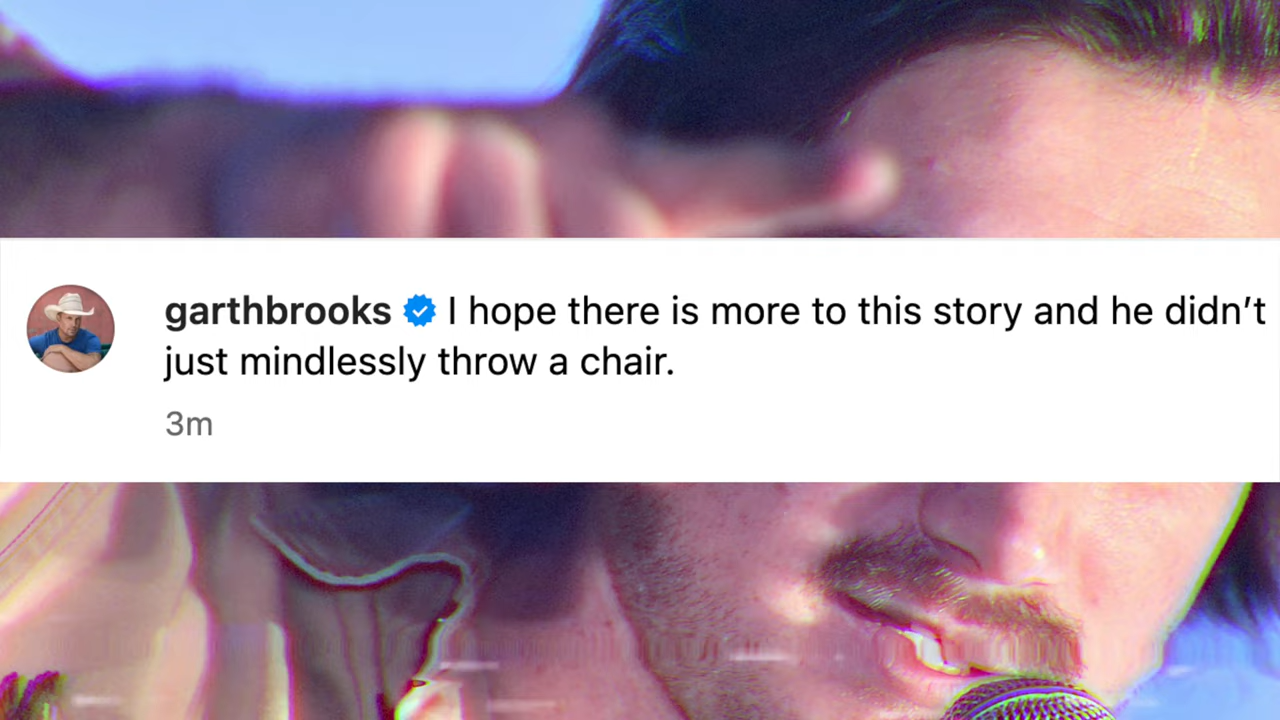 garthbrooks I hope there is more to this story and he didn’t
just mindlessly throw a chair.
3m